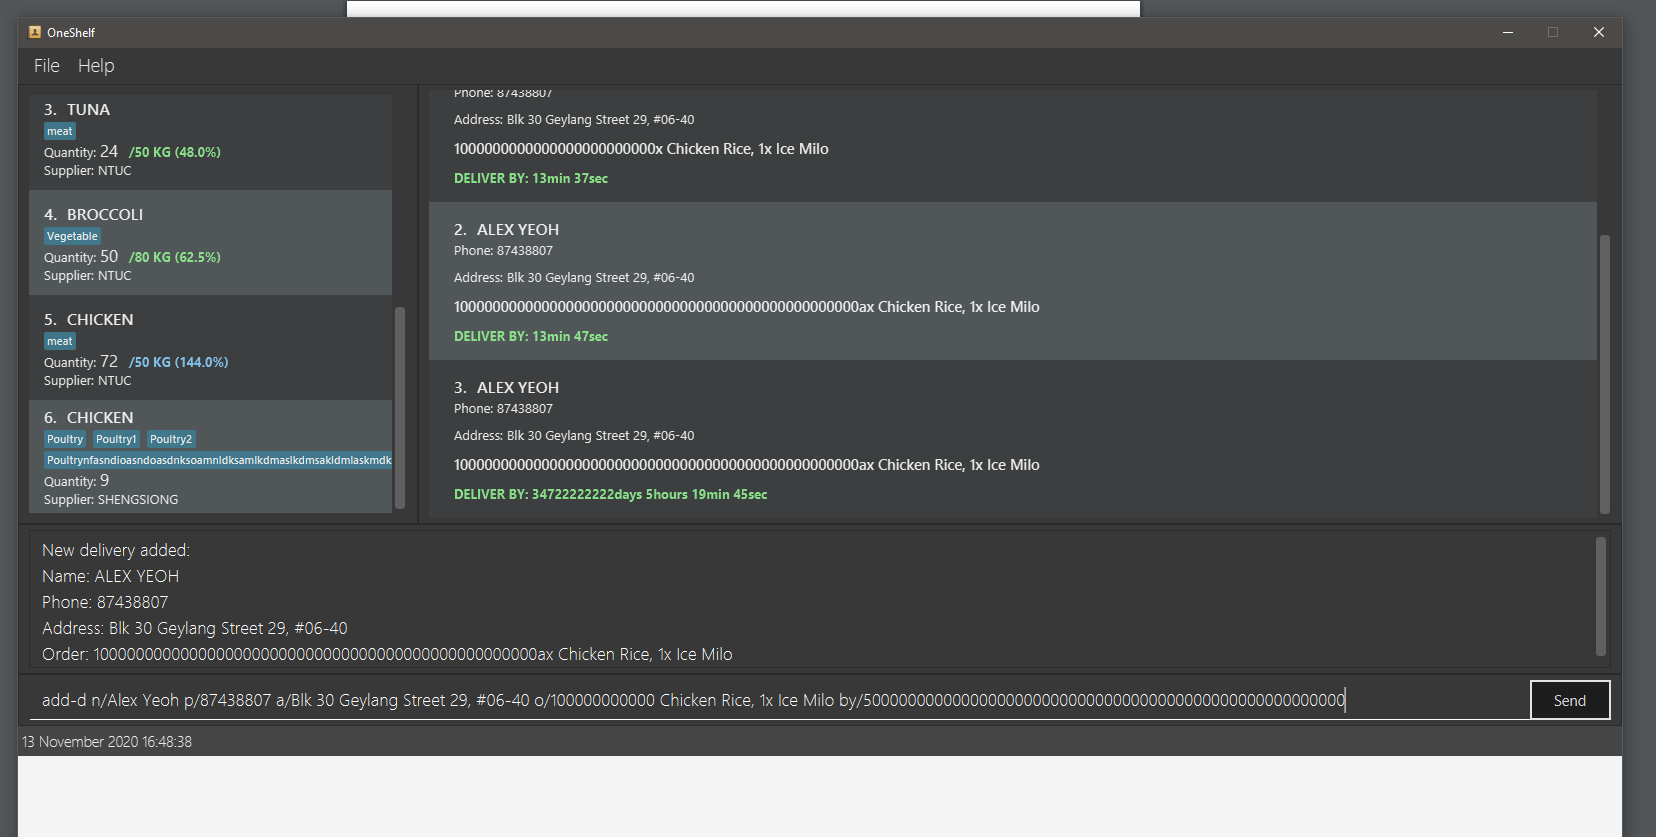 OneShelf
File Help
3. TUNA
meat
Quantity: 24 /50 KG (48.0%)
Supplier: NTUC
4. BROCCOLI
Vegetable
Quantity: 50 /80 KG (62.5%)
Supplier: NTUC
5. CHICKEN
meat
Quantity: 72 /50 KG (144.0%)
Supplier: NTUC
6. CHICKEN
Poultry Poultry1 Poultry2
Poultrynfasndioasndoasdnksoamnldksamlkdmaslkdmsakldmlaskmdk
Quantity: 9
Supplier: SHENGSIONG
Phone: 87438807
Address: Blk 30 Geylang Street 29, #06-40
1000000000000000000000000x Chicken Rice, 1x Ice Milo
DELIVER BY: 13min 37sec
2. ALEX YEOH
Phone: 87438807
Address: Blk 30 Geylang Street 29, #06-40
10000000000000000000000000000000000000000000000000ax Chicken Rice, 1x Ice Milo
DELIVER BY: 13min 47sec
3. ALEX YEOH
Phone: 87438807
Address: Blk 30 Geylang Street 29, #06-40
10000000000000000000000000000000000000000000000000ax Chicken Rice, 1x Ice Milo
DELIVER BY: 34722222222days 5hours 19min 45sec
New delivery added:
Name: ALEX YEOH
Phone: 87438807
Address: Blk 30 Geylang Street 29, #06-40
Order: 10000000000000000000000000000000000000000000000000ax Chicken Rice, 1x Ice Milo
add-d n/Alex Yeoh p/87438807 a/Blk 30 Geylang Street 29, #06-40 o/100000000000 Chicken Rice, 1x Ice Milo by/500000000000000000000000000000000000000000000000000000
Send
13 November 2020 16:48:38